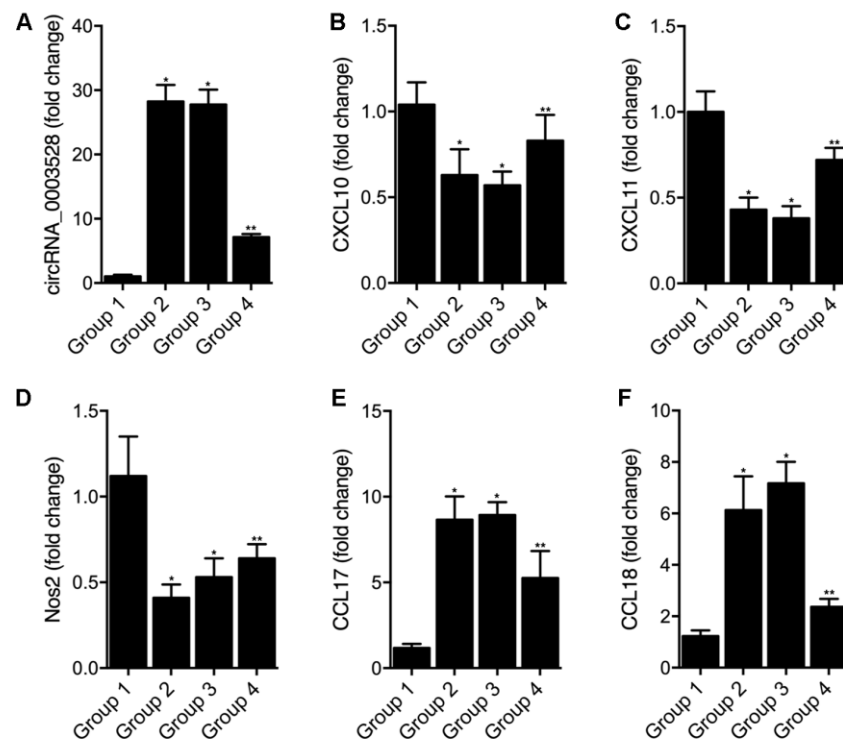 A
circRNA_0003528 (fold change)
40
30
20
10
0
*
*
**
Group 1
Group 2
Group 3
Group 4
B
CXCL10 (fold change)
1.5
1.0
0.5
0.0
*
*
**
Group 1
Group 2
Group 3
Group 4
C
CXCL11 (fold change)
1.5
1.0
0.5
0.0
*
*
**
Group 1
Group 2
Group 3
Group 4
D
Nos2 (fold change)
1.5
1.0
0.5
0.0
*
*
**
Group 1
Group 2
Group 3
Group 4
E
CCL17 (fold change)
15
10
5
0
*
*
**
Group 1
Group 2
Group 3
Group 4
F
CCL18 (fold change)
10
8
6
4
2
0
*
*
**
Group 1
Group 2
Group 3
Group 4